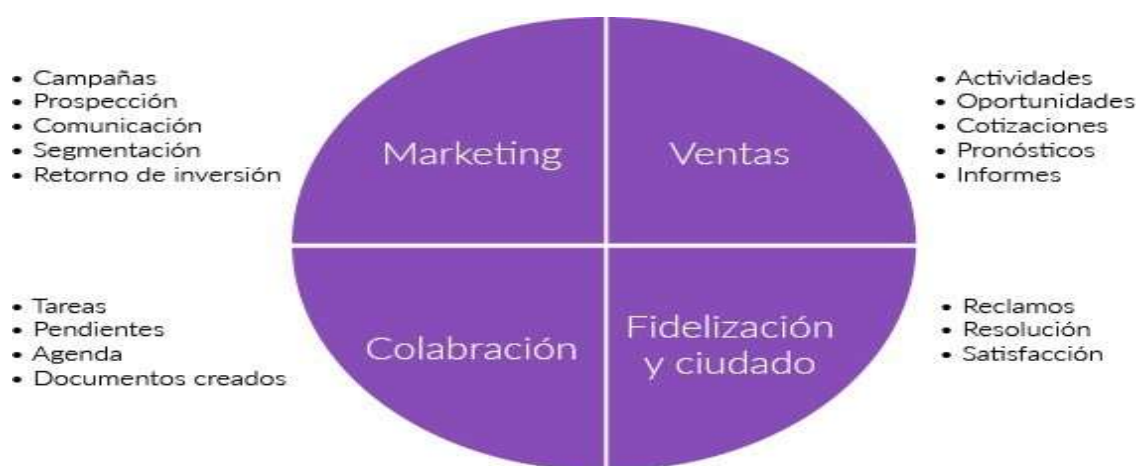 • Campañas
• Prospección
• Comunicación
• Segmentación
• Retorno de inversión
Marketing
Ventas
• Actividades
• Oportunidades
• Cotizaciones
• Pronósticos
• Informes
• Tareas
• Pendientes
• Agenda
• Documentos creados
Colabración
Fidelización
y ciudado
• Reclamos
• Resolución
• Satisfacción